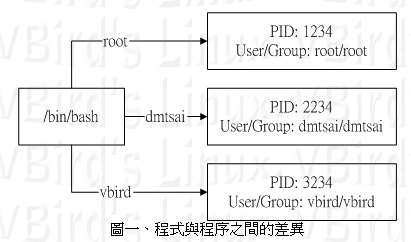 root
PID: 1234
User/Group: root/root
/bin/bash
dmtsai
PID: 2234
User/Group: dmtsai/dmtsai
vbird
PID: 3234
User/Group: vbird/vbird
圖一、程式與程序之間的差異